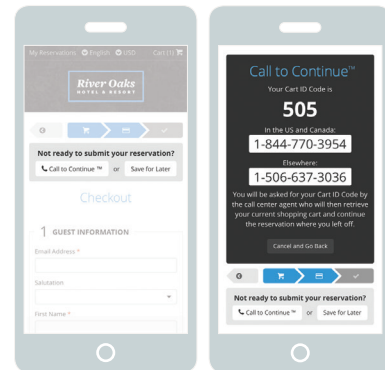 My Reservations English USD Cart (1)
River Oaks
HOTEL & RESORT
Not ready to submit your reservation?
Call to Continue ™ or Save for Later
Checkout
1 GUEST INFORMATION
Email Address *
Salutation
First Name *
Call to Continue™
Your Cart ID Code is
505
In the US and Canada:
1-844-770-3954
Elsewhere:
1-506-637-3036
You will be asked for your Cart ID Code by
the call center agent who will then retrieve
your current shopping cart and continue
the reservation where you left off.
Cancel and Go Back
Not ready to submit your reservation?
Call to Continue ™ or Save for Later